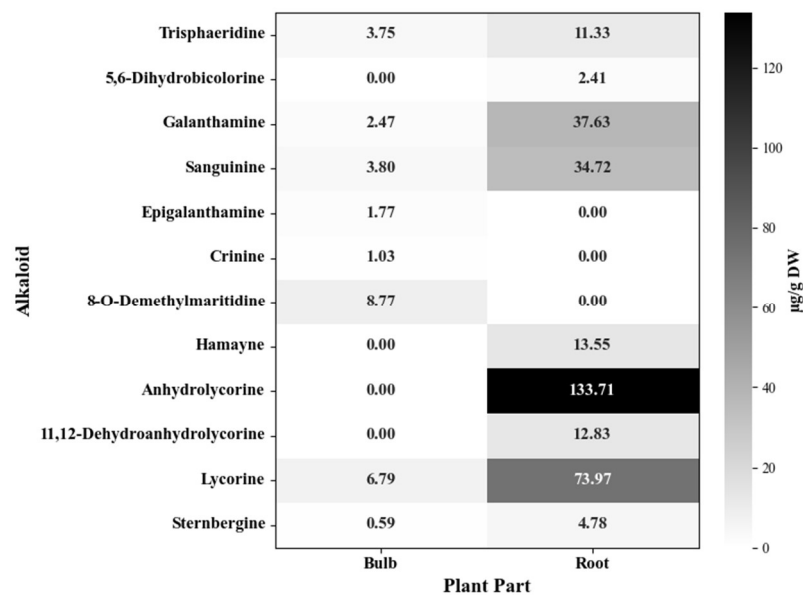 Trisphaeridine 3.75 11.33
5,6-Dihydrobicolorine 0.00 2.41
Galanthamine 2.47 37.63
Sanguinine 3.80 34.72
Epigalanthamine 1.77 0.00
Crinine 1.03 0.00
8-O-Demethylmaritidine 8.77 0.00
Hamayne 0.00 13.55
Anhydrolycorine 0.00 133.71
11,12-Dehydroanhydrolycorine 0.00 12.83
Lycorine 6.79 73.97
Sternbergine 0.59 4.78
Bulb Root
Plant Part
Alkaloid
120
100
80
60
40
20
0
µg/g DW